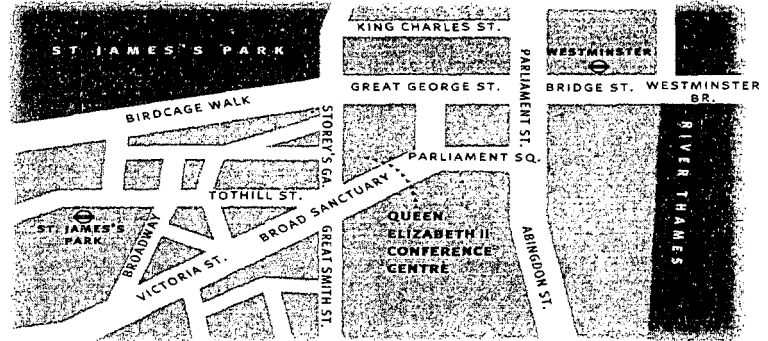 KING CHARLES ST.
ST JAMES'S PARK
WESTMINSTER
PARLIAMENT ST.
GREAT GEORGE ST.
BRIDGE ST.
WESTMINSTER
BR.
BIRDCAGE WALK
STOREY'S GA.
PARLIAMENT SQ.
RIVER THAMES
TOTHILL ST.
BROAD SANCTUARY
QUEEN
ELIZABETH II
CONFERENCE
CENTRE
ST. JAMES'S
PARK
BROADWAY
VICTORIA ST.
GREAT SMITH ST.
ABINGDON ST.